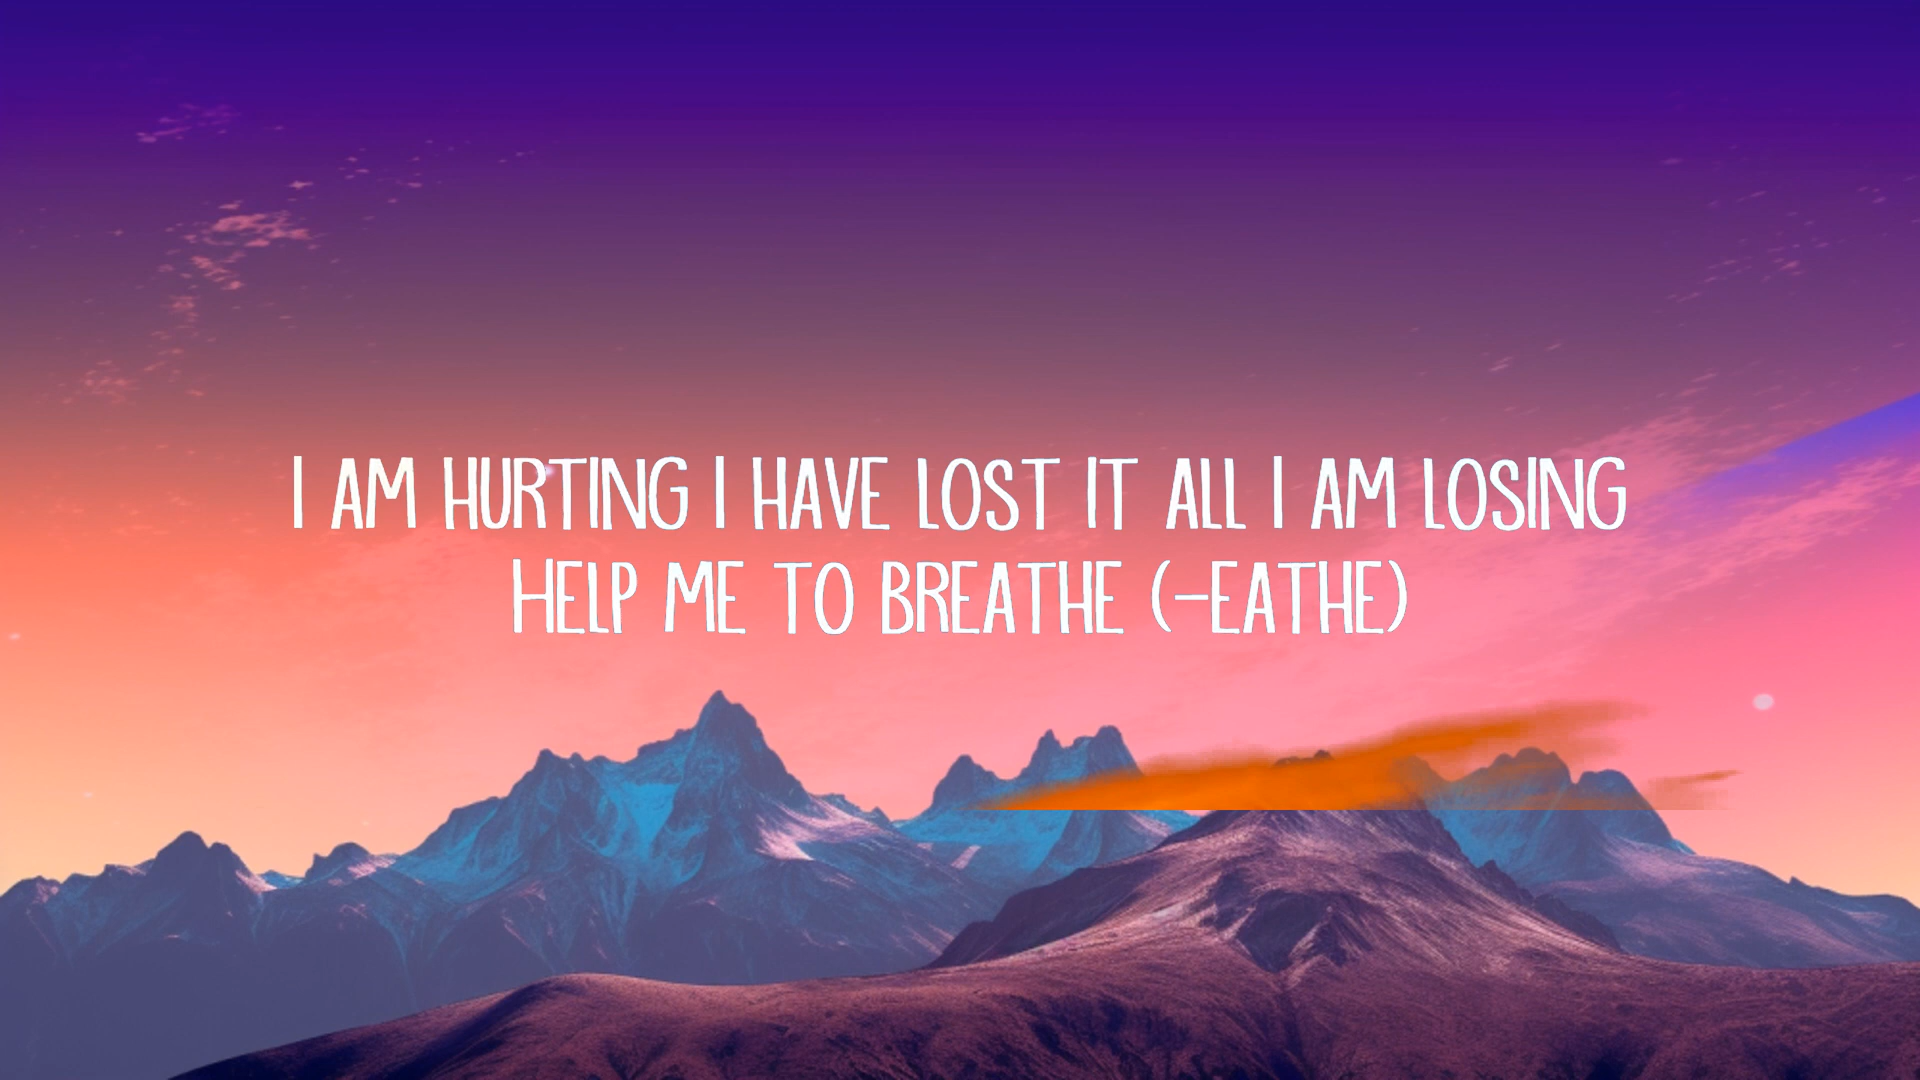 I AM HURTING I HAVE LOST IT ALL I AM LOSING
HELP ME TO BREATHE (-EATHE)